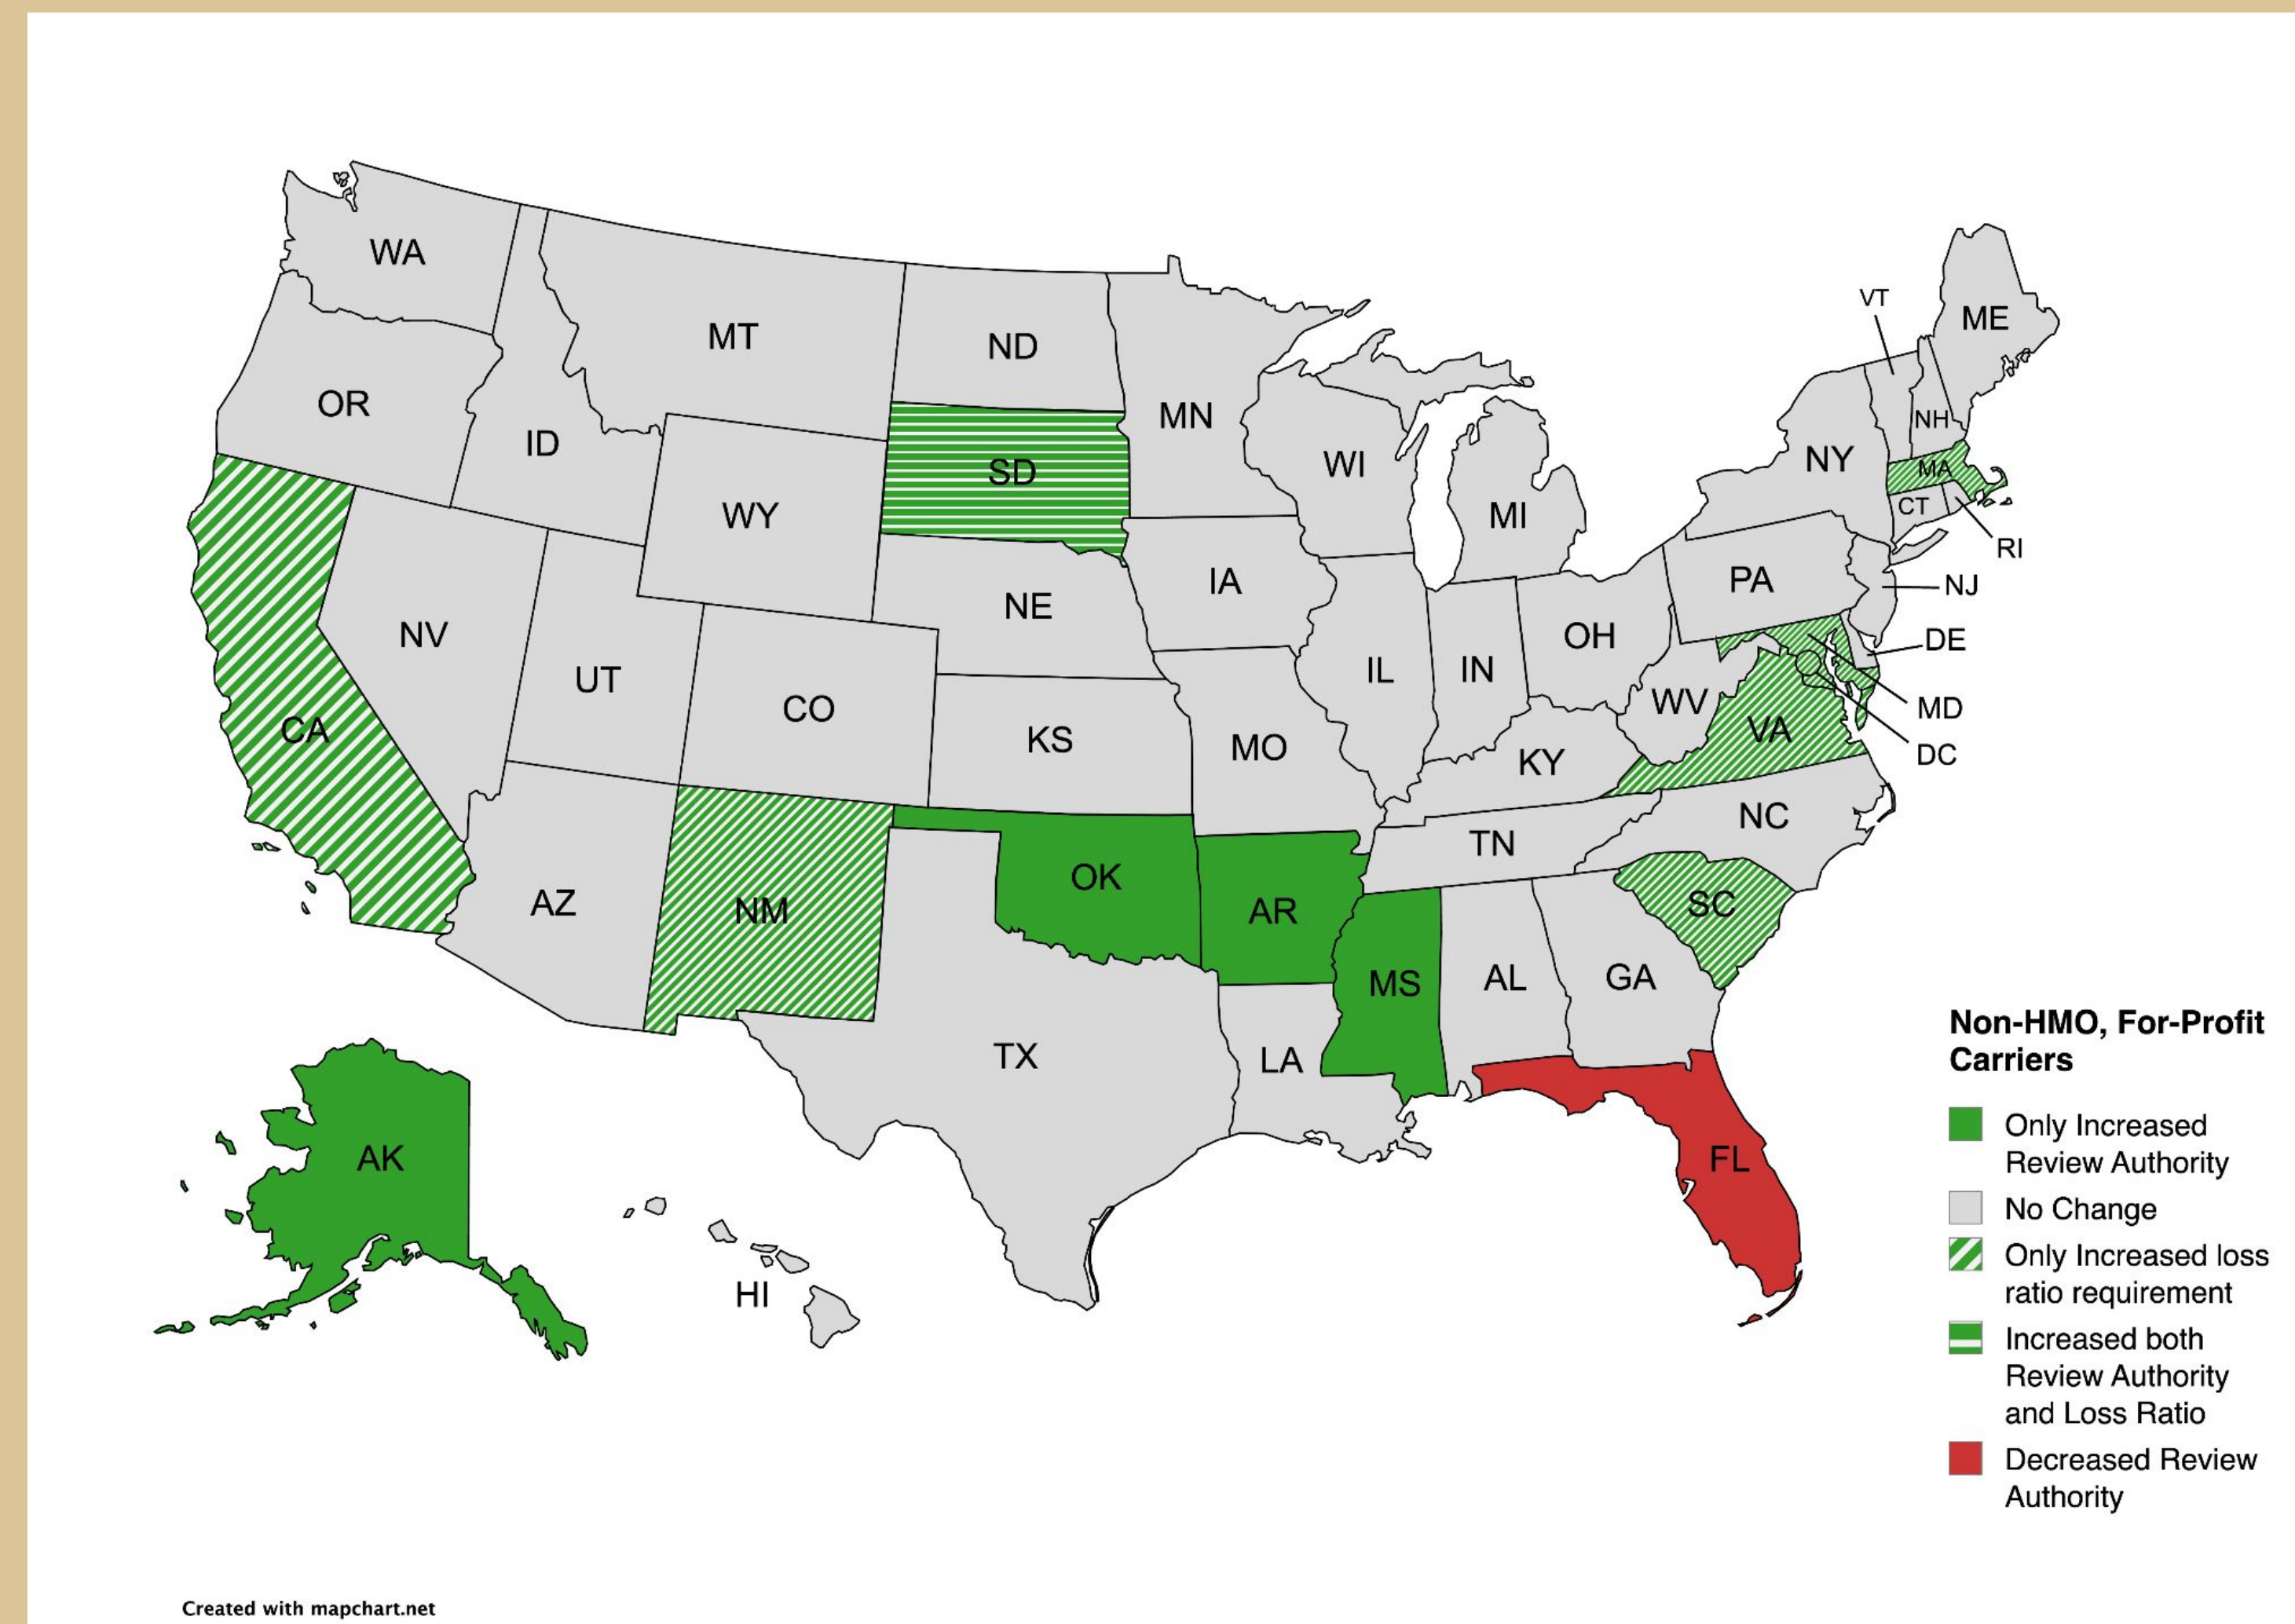 WA
MT
ND
MN
VT
ME
OR
ID
SD
WI
NY
NH
MA
WY
MI
CT
RI
IA
PA
NJ
NE
NV
UT
CO
IL
IN
OH
DE
CA
KS
MO
WV
VA
MD
KY
DC
NC
TN
OK
AZ
NM
AR
SC
MS
AL
GA
TX
LA
AK
FL
HI
Non-HMO, For-Profit
Carriers
Only Increased
Review Authority
No Change
Only Increased loss
ratio requirement
Increased both
Review Authority
and Loss Ratio
Decreased Review
Authority
Created with mapchart.net